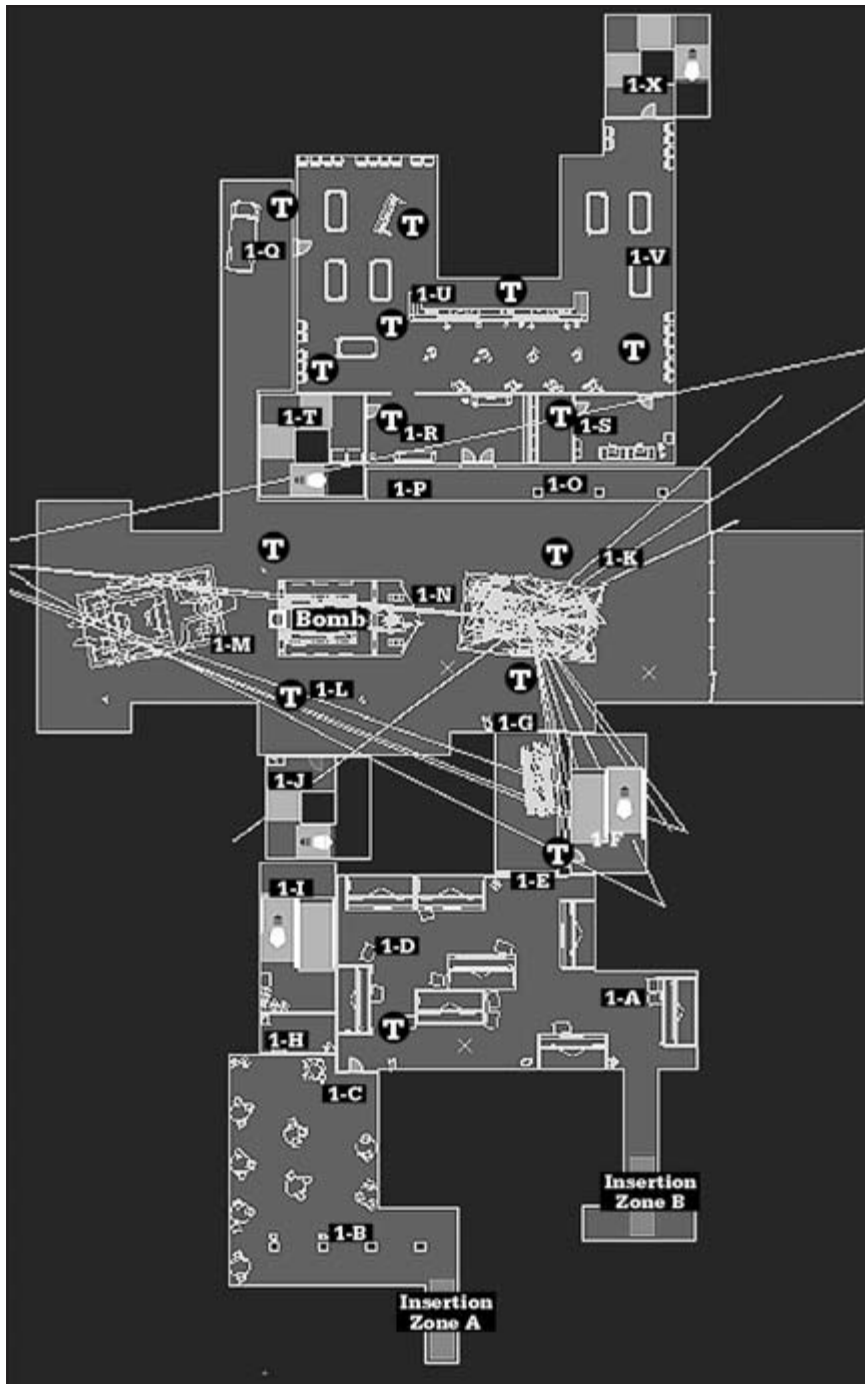 1-X
T
1-Q
T
1-V
1-U
T
T
T
T
1-T
T
1-R
T
1-S
1-P
1-O
T
T
1-K
1-N
Bomb
1-M
T
1-L
T
1-G
1-J
1-F
T
1-E
1-I
1-D
1-A
T
1-H
1-C
Insertion
Zone B
1-B
Insertion
Zone A